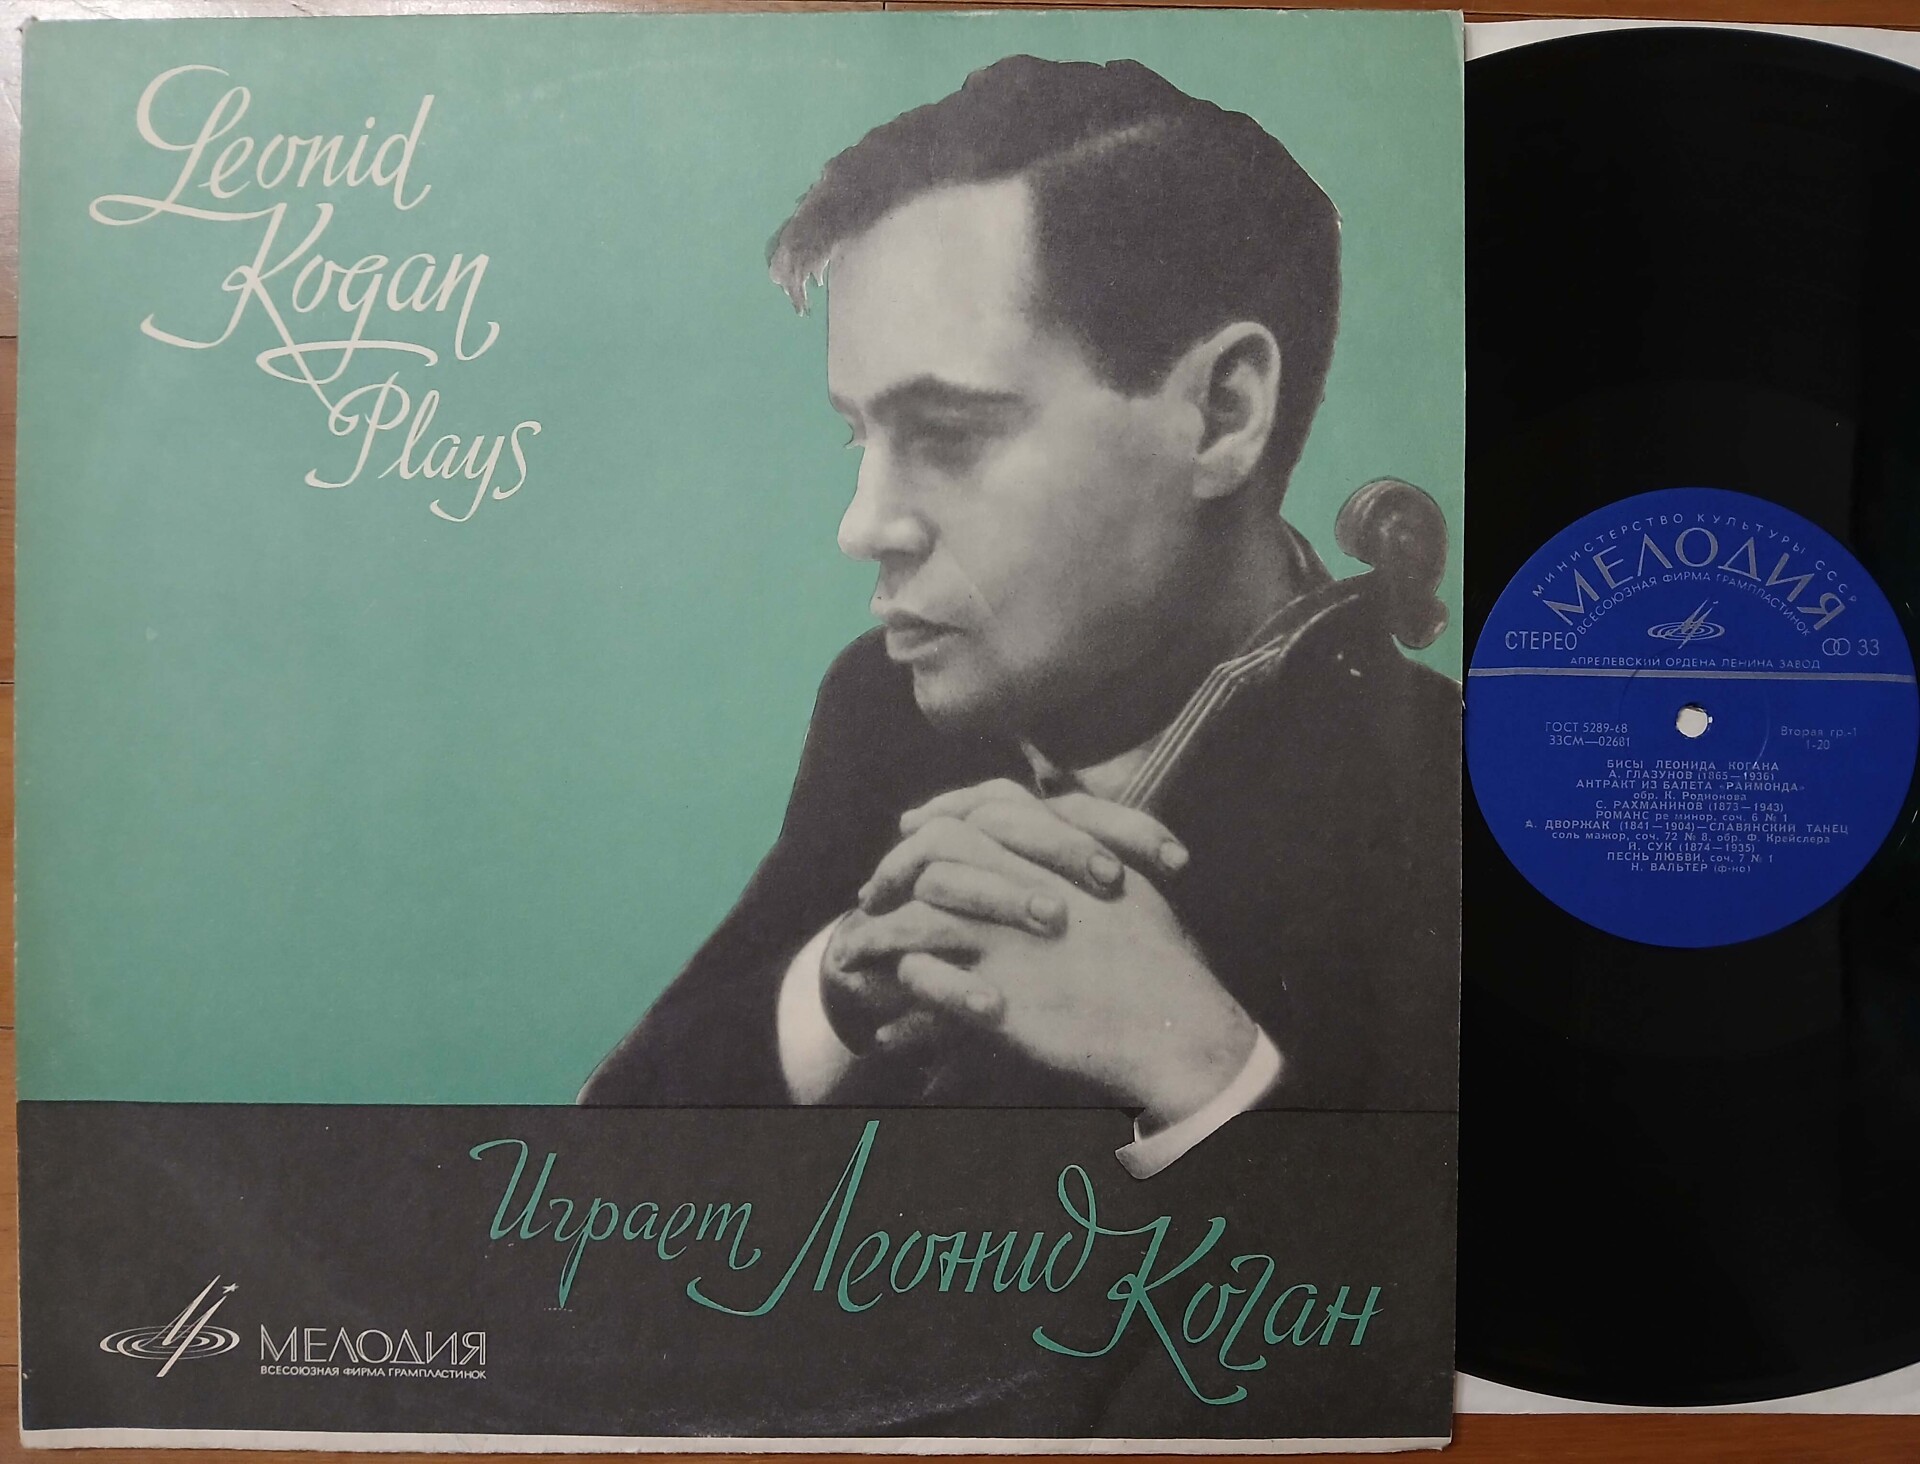 Leonid
Kogan
Plays
Играет Леонид Коган
МЕЛОДИЯ
ВСЕСОЮЗНАЯ ФИРМА ГРАМПЛАСТИНОК
МИНИСТЕРСТВО КУЛЬТУРЫ СССР
МЕЛОДИЯ
ВСЕСОЮЗНАЯ ФИРМА ГРАМПЛАСТИНОК
СТЕРЕО
33
АПРЕЛЕВСКИЙ ОРДЕНА ЛЕНИНА ЗАВОД
ГОСТ 5289-68
33СМ—02681
Вторая гр.-1
1-20
БИСЫ ЛЕОНИДА КОГАНА
А. ГЛАЗУНОВ (1865—1936)
АНТРАКТ ИЗ БАЛЕТА «РАЙМОНДА»
обр. К. Родионова
С. РАХМАНИНОВ (1873—1943)
РОМАНС ре минор, соч. 6 № 1
А. ДВОРЖАК (1841—1904)—СЛАВЯНСКИЙ ТАНЕЦ
соль мажор, соч. 72 № 8, обр. Ф. Крейслера
Й. СУК (1874—1935)
ПЕСНЬ ЛЮБВИ, соч. 7 № 1
Н. ВАЛЬТЕР (ф-но)